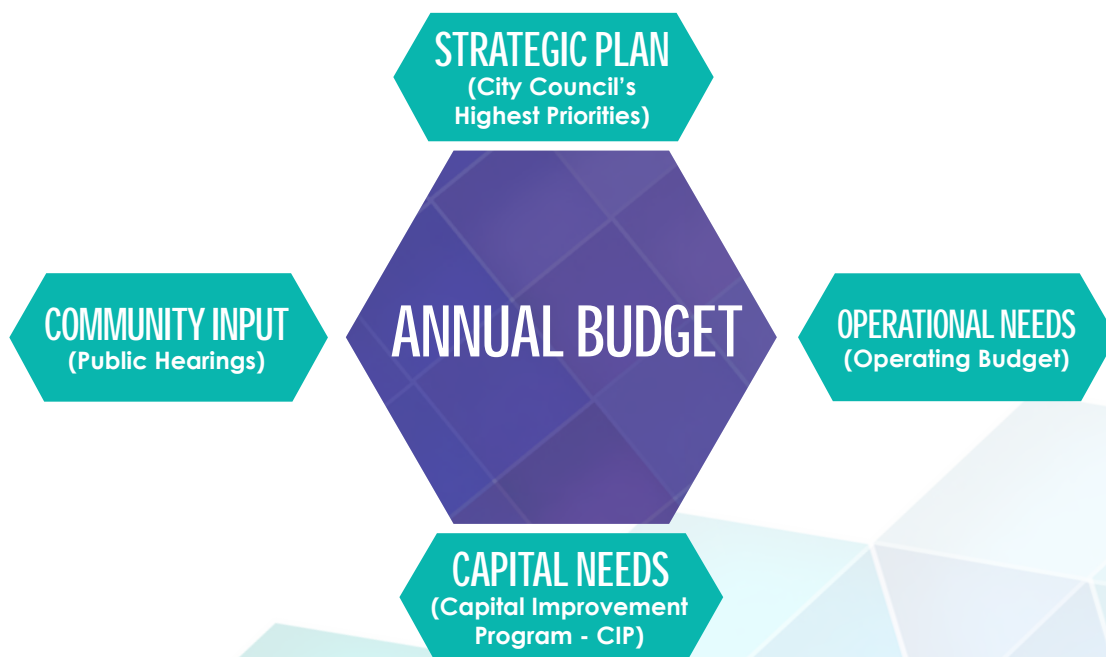 STRATEGIC PLAN
(City Council’s
Highest Priorities)
COMMUNITY INPUT
(Public Hearings)
ANNUAL BUDGET
OPERATIONAL NEEDS
(Operating Budget)
CAPITAL NEEDS
(Capital Improvement
Program - CIP)